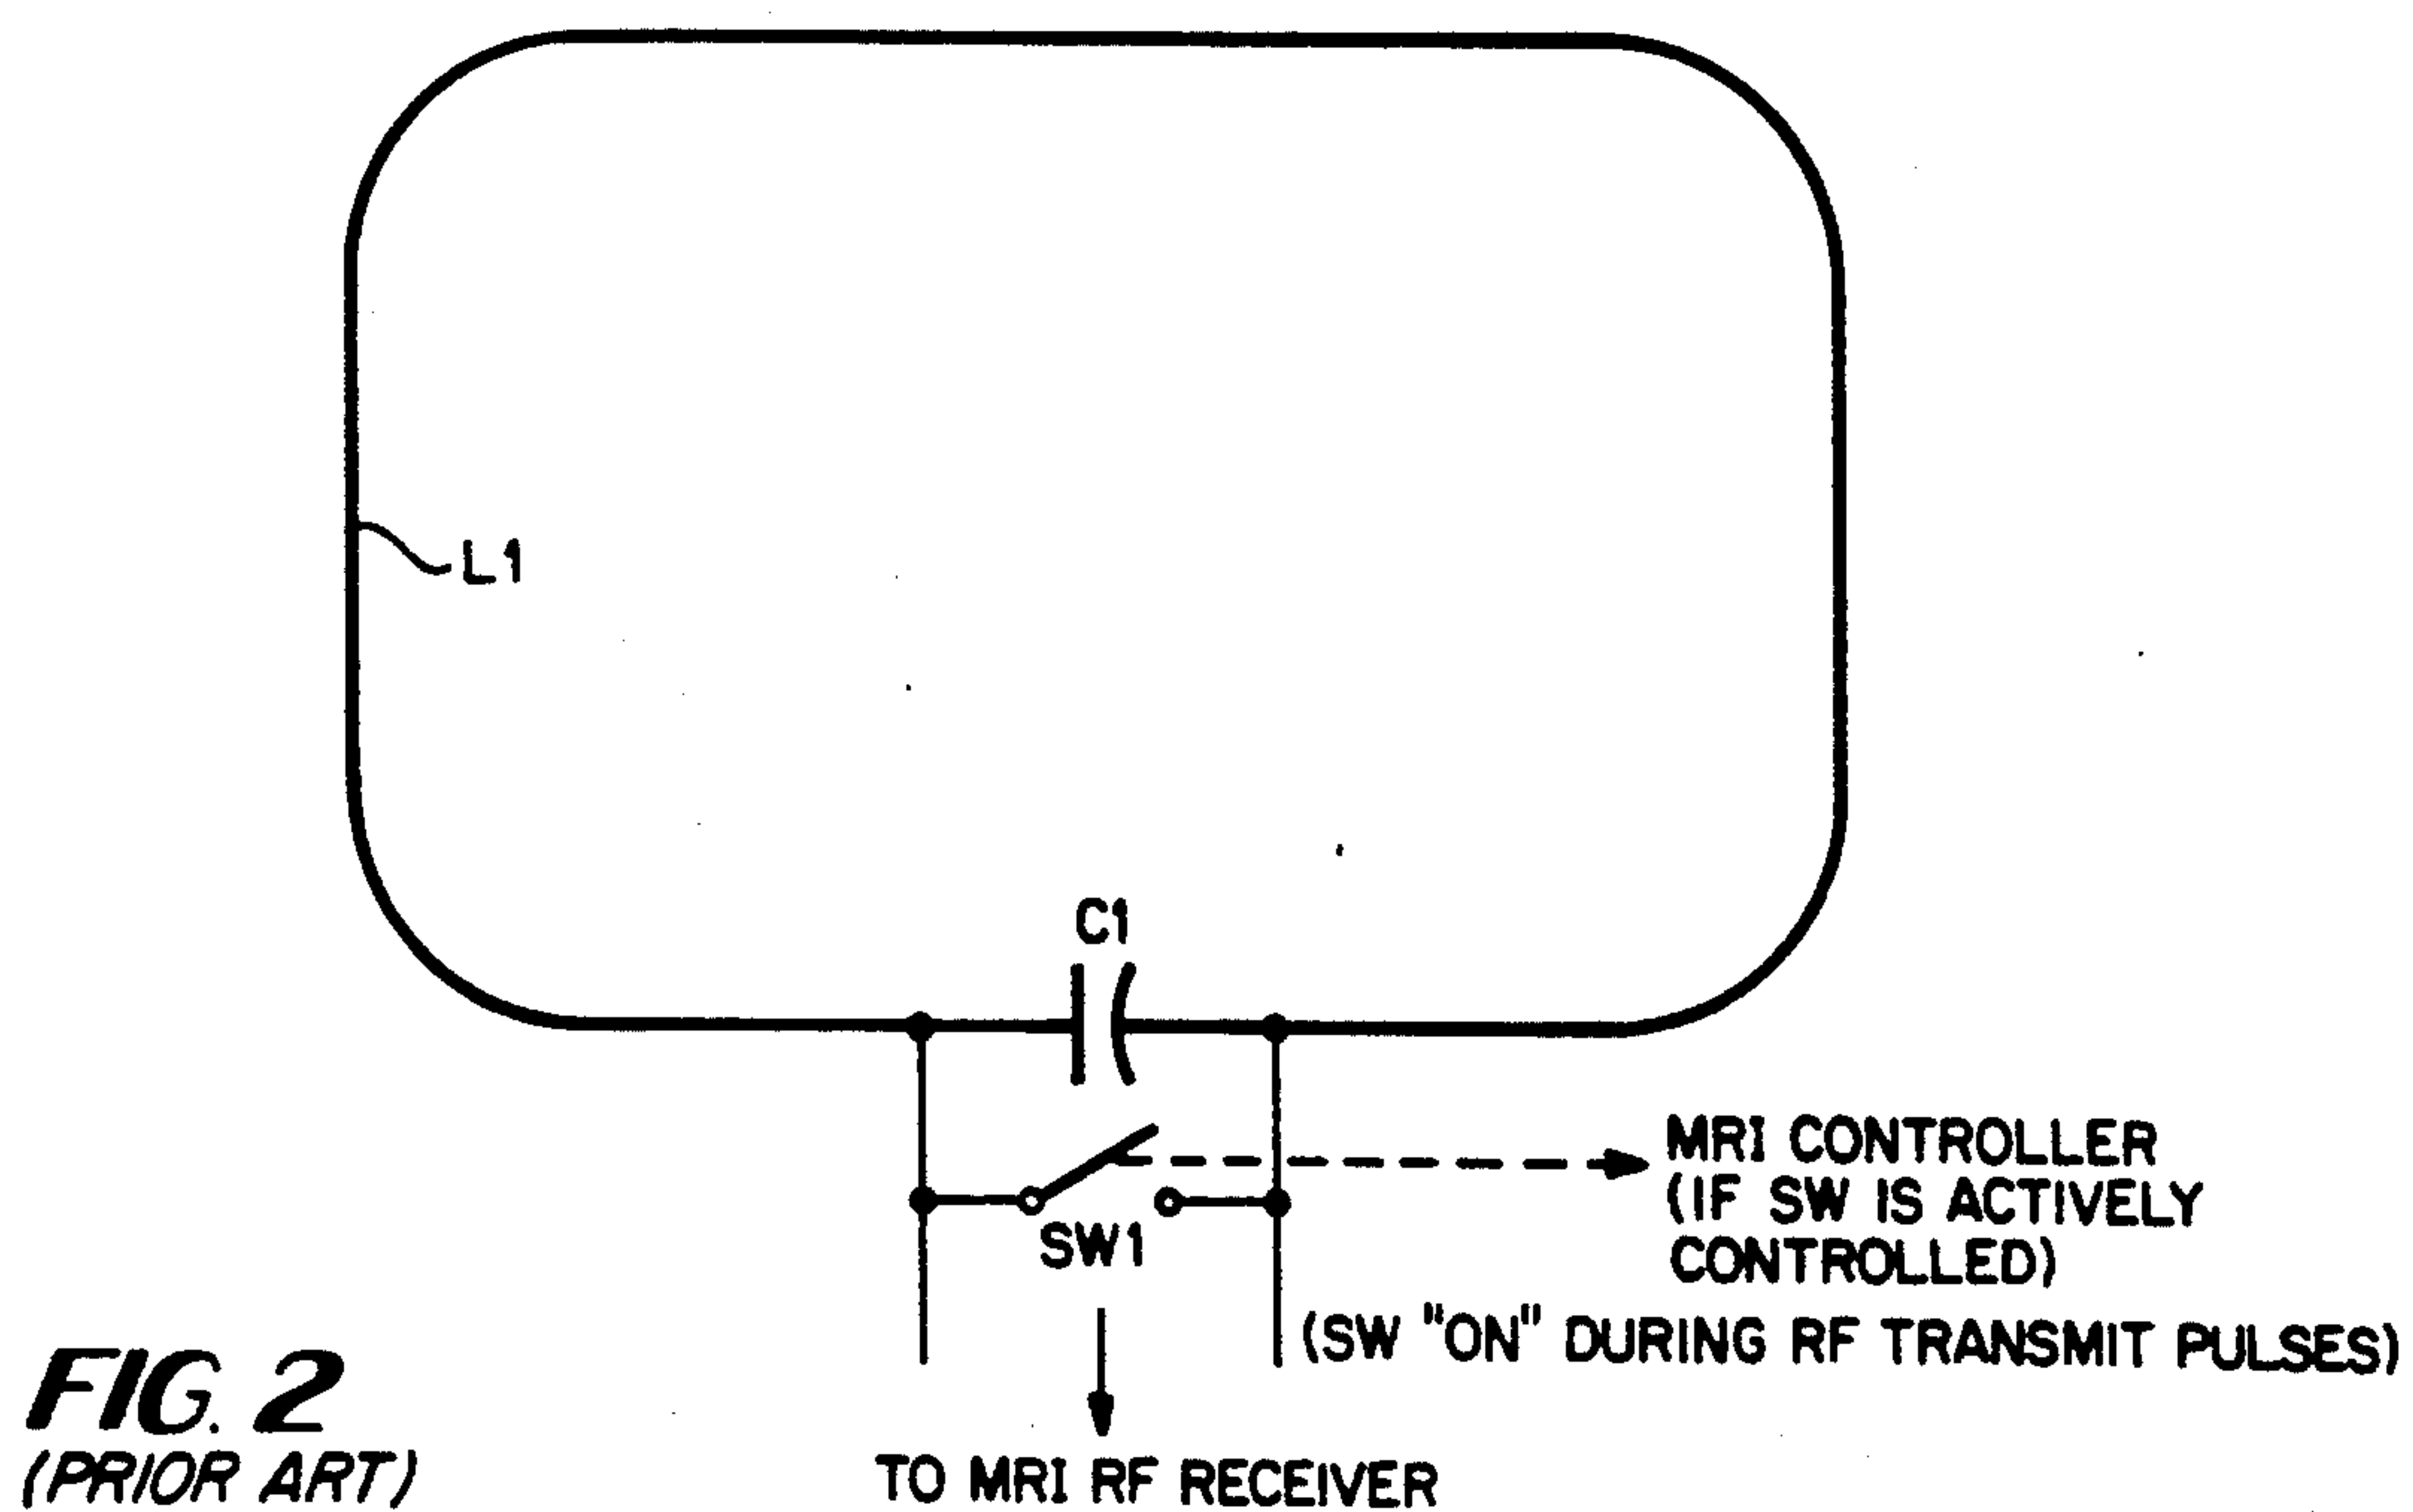 L1
C1
SW1
MRI CONTROLLER
(IF SW IS ACTIVELY
CONTROLLED)
(SW "ON" DURING RF TRANSMIT PULSES)
TO MRI RF RECEIVER
FIG. 2
(PRIOR ART)